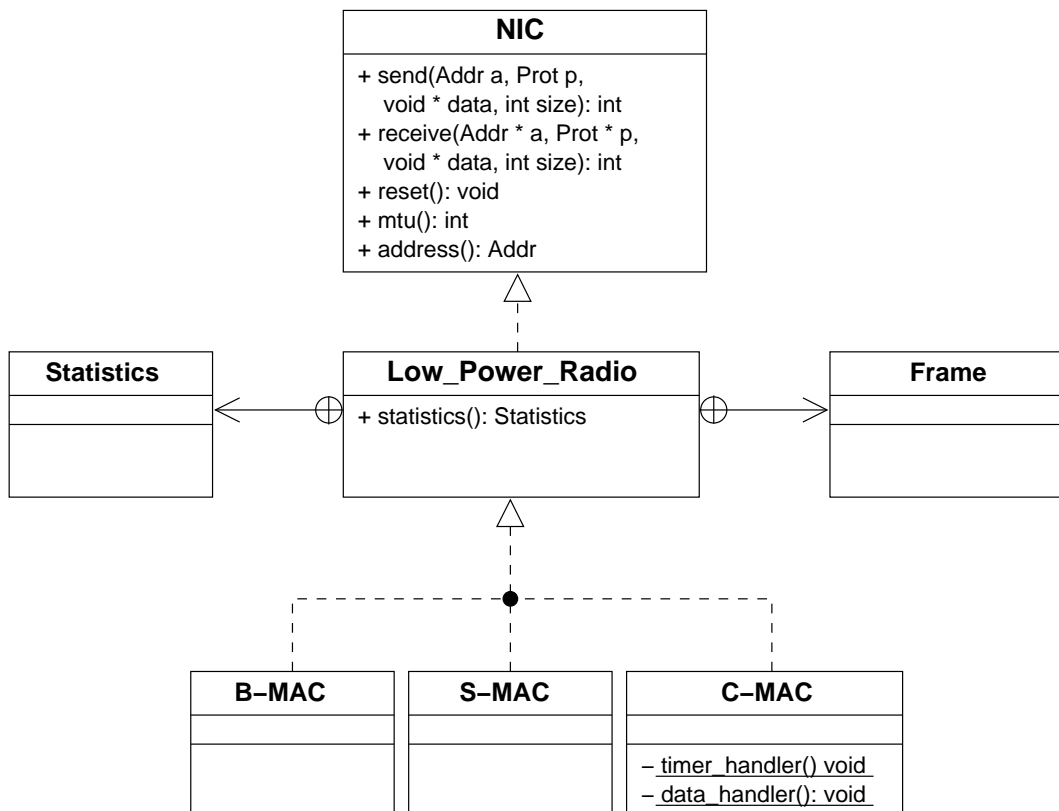 NIC
+ send(Addr a, Prot p,
void * data, int size): int
+ receive(Addr * a, Prot * p,
void * data, int size): int
+ reset(): void
+ mtu(): int
+ address(): Addr
Statistics
Low_Power_Radio
+ statistics(): Statistics
Frame
B−MAC
S−MAC
C−MAC
− timer_handler() void
− data_handler(): void